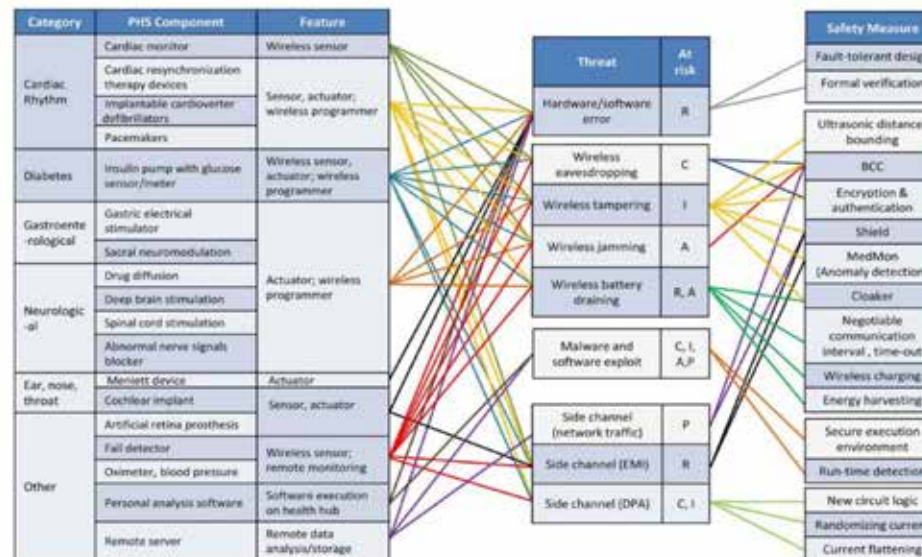 Category PHS Component Feature
Cardiac
Rhythm
Cardiac monitor
Wireless sensor
Cardiac resynchronization
therapy devices
Implantable cardioverter
defibrillators
Pacemakers
Sensor, actuator;
wireless programmer
Diabetes
Insulin pump with glucose
sensor/meter
Wireless sensor,
actuator; wireless
programmer
Gastroente
-rological
Gastric electrical
stimulator
Sacral neuromodulation
Neurologic
-al
Drug diffusion
Deep brain stimulation
Spinal cord stimulation
Abnormal nerve signals
blocker
Actuator; wireless
programmer
Ear, nose,
throat
Meniett device
Actuator
Cochlear implant
Sensor, actuator
Other
Artificial retina prosthesis
Fall detector
Oximeter, blood pressure
Wireless sensor;
remote monitoring
Personal analysis software
Software execution
on health hub
Remote server
Remote data
analysis/storage
Threat
At
risk
Hardware/software
error
R
Wireless
eavesdropping
C
Wireless tampering
I
Wireless jamming
A
Wireless battery
draining
R, A
Malware and
software exploit
C, I,
A,P
Side channel
(network traffic)
P
Side channel (EMI)
R
Side channel (DPA)
C, I
Safety Measure
Fault-tolerant desig
Formal verification
Ultrasonic distance
bounding
BCC
Encryption &
authentication
Shield
MedMon
(Anomaly detection
Cloaker
Negotiable
communication
interval , time-out
Wireless charging
Energy harvesting
Secure execution
environment
Run-time detection
New circuit logic
Randomizing curren
Current flattening